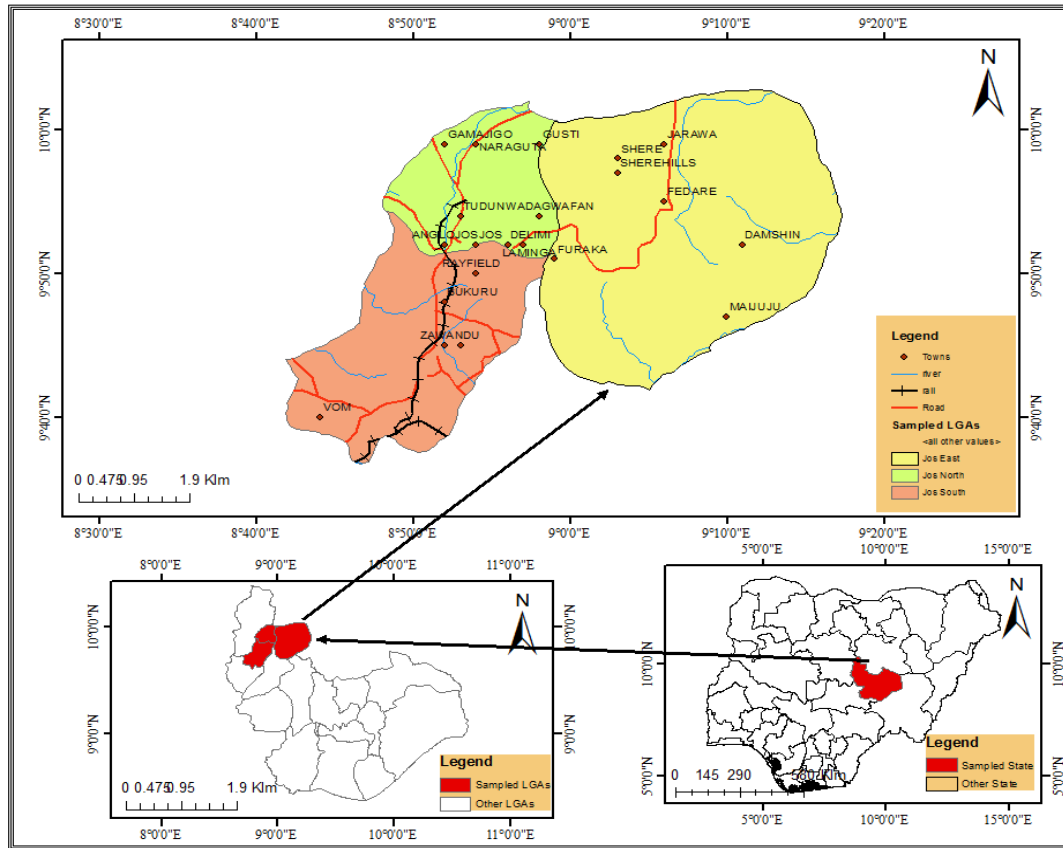 8°30'0"E 8°40'0"E 8°50'0"E 9°0'0"E 9°10'0"E 9°20'0"E
N
10°0'0"N 10°0'0"N
GAMAJIGO GUSTI JARAWA
NARAGUTA
SHERE
SHEREHILLS
FEDARE
TUDUNWADAGWAFAN
ANGLOJOSJOS DELIMI DAMSHIN
LAMINGA FURAKA
9°50'0"N 9°50'0"N
RAYFIELD
BUKURU
MAIJUJU
ZAWANDU
VOM
9°40'0"N 9°40'0"N
Legend
Towns
river
rail
Road
Sampled LGAs
<all other values>
Jos East
Jos North
Jos South
0 0.475 0.95 1.9 Klm
8°30'0"E 8°40'0"E 8°50'0"E 9°0'0"E 9°10'0"E 9°20'0"E
8°0'0"E 9°0'0"E 10°0'0"E 11°0'0"E
N
10°0'0"N 10°0'0"N
9°0'0"N 9°0'0"N
Legend
Sampled LGAs
Other LGAs
0 0.475 0.95 1.9 Klm
8°0'0"E 9°0'0"E 10°0'0"E 11°0'0"E
5°0'0"E 10°0'0"E 15°0'0"E
N
10°0'0"N 10°0'0"N
Legend
Sampled State
Other State
0 145 290 580 Klm
5°0'0"N 5°0'0"N
5°0'0"E 10°0'0"E 15°0'0"E